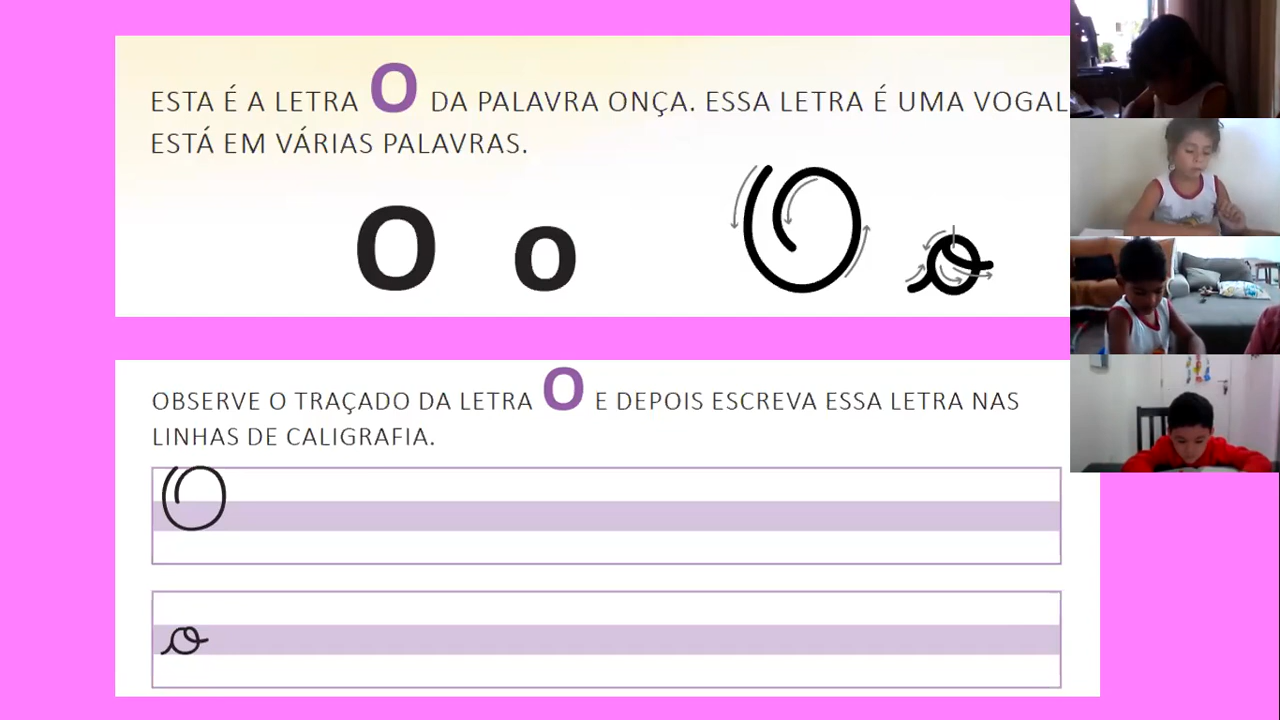 ESTA É A LETRA O DA PALAVRA ONÇA. ESSA LETRA É UMA VOGAL
ESTÁ EM VÁRIAS PALAVRAS.
O o O o
OBSERVE O TRAÇADO DA LETRA O E DEPOIS ESCREVA ESSA LETRA NAS
LINHAS DE CALIGRAFIA.
O
o